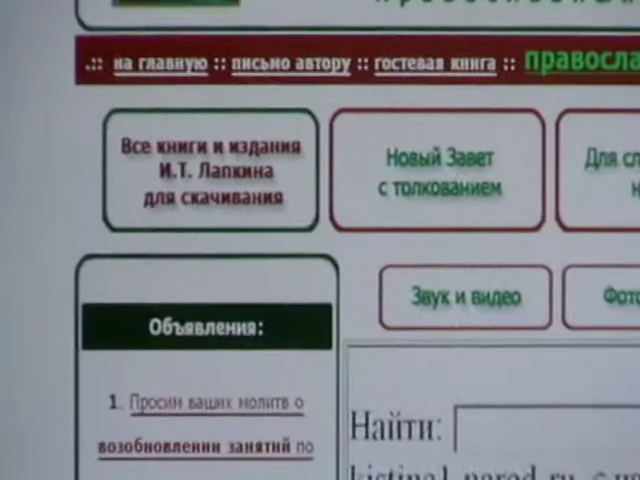 .:: на главную :: письмо автору :: гостевая книга ::
Все книги и издания
И.Т. Лапкина
для скачивания
Новый Завет
с толкованием
Звук и видео
Объявления:
1. Просим ваших молитв о
возобновлении занятий по
Найти: